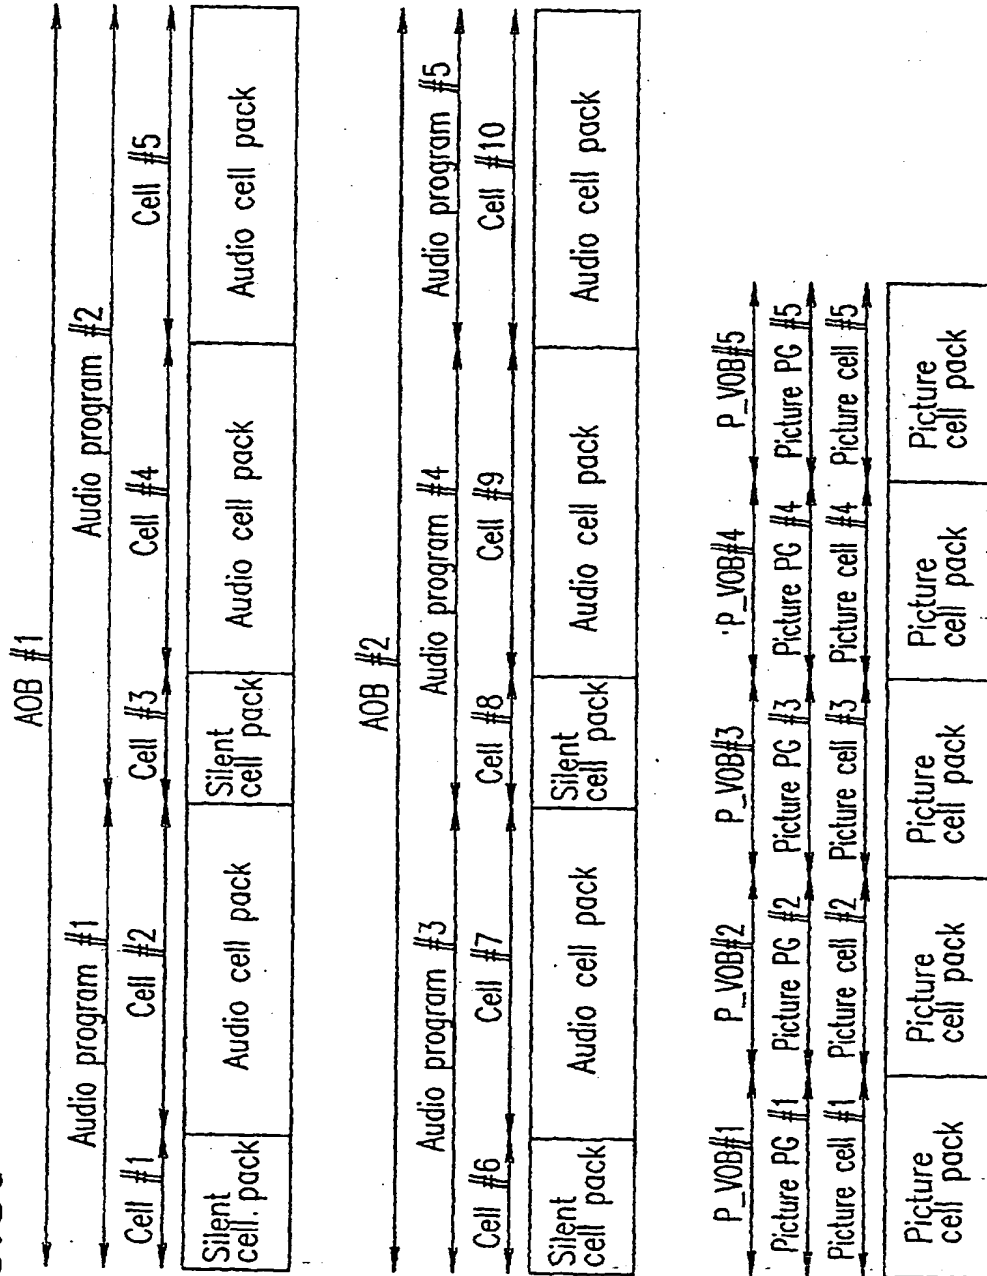 AOB #1
Audio program #1
Audio program #2
Cell #1
Cell #2
Cell #3
Cell #4
Cell #5
Silent
cell. pack
Audio cell pack
Silent
cell pack
Audio cell pack
Audio cell pack
AOB #2
Audio program #3
Audio program #4
Audio program #5
Cell #6
Cell #7
Cell #8
Cell #9
Cell #10
Silent
cell pack
Audio cell pack
Silent
cell pack
Audio cell pack
Audio cell pack
P_VOB#1
P_VOB#2
P_VOB#3
P_VOB#4
P_VOB#5
Picture PG #1
Picture PG #2
Picture PG #3
Picture PG #4
Picture PG #5
Picture cell #1
Picture cell #2
Picture cell #3
Picture cell #4
Picture cell #5
Picture
cell pack
Picture
cell pack
Picture
cell pack
Picture
cell pack
Picture
cell pack